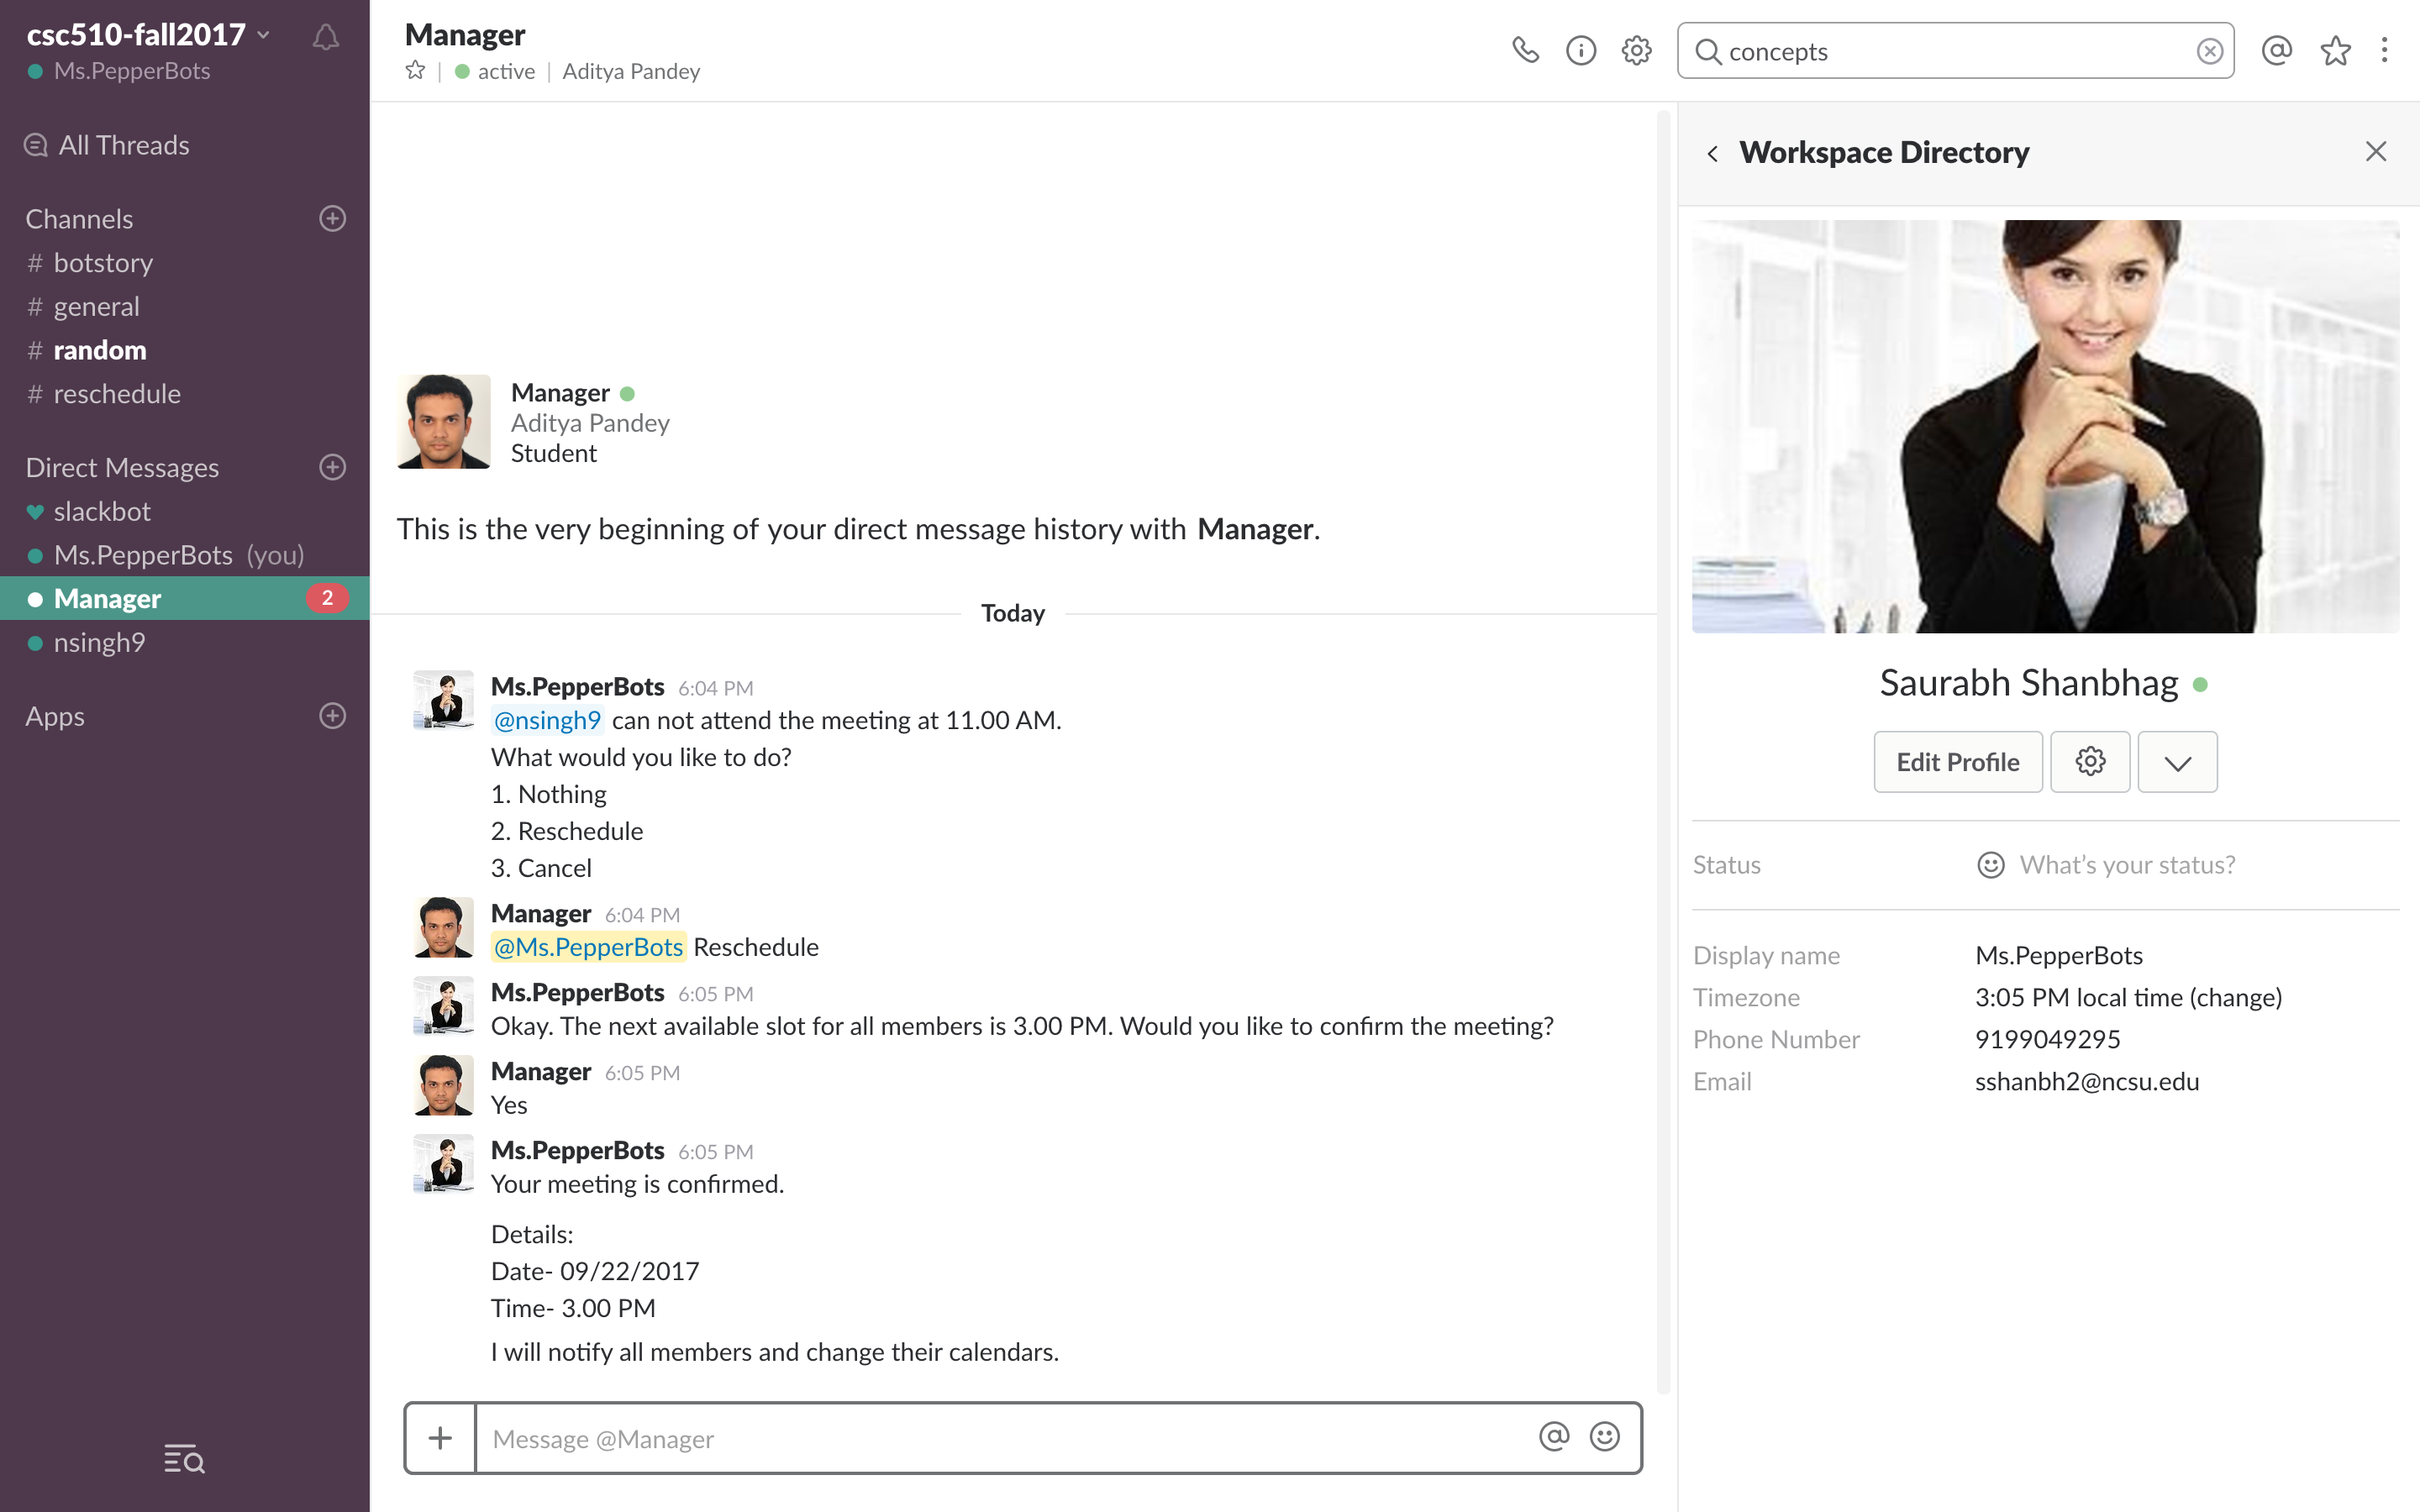 csc510-fall2017
Ms.PepperBots
All Threads
Channels
# botstory
# general
# random
# reschedule
Direct Messages
slackbot
Ms.PepperBots (you)
Manager 2
nsingh9
Apps
Manager
active | Aditya Pandey
concepts
Manager
Aditya Pandey
Student
This is the very beginning of your direct message history with Manager.
Today
Ms.PepperBots 6:04 PM
@nsingh9 can not attend the meeting at 11.00 AM.
What would you like to do?
1. Nothing
2. Reschedule
3. Cancel
Manager 6:04 PM
@Ms.PepperBots Reschedule
Ms.PepperBots 6:05 PM
Okay. The next available slot for all members is 3.00 PM. Would you like to confirm the meeting?
Manager 6:05 PM
Yes
Ms.PepperBots 6:05 PM
Your meeting is confirmed.
Details:
Date- 09/22/2017
Time- 3.00 PM
I will notify all members and change their calendars.
Message @Manager
Workspace Directory
Saurabh Shanbhag
Edit Profile
Status What's your status?
Display name Ms.PepperBots
Timezone 3:05 PM local time (change)
Phone Number 9199049295
Email sshanbh2@ncsu.edu